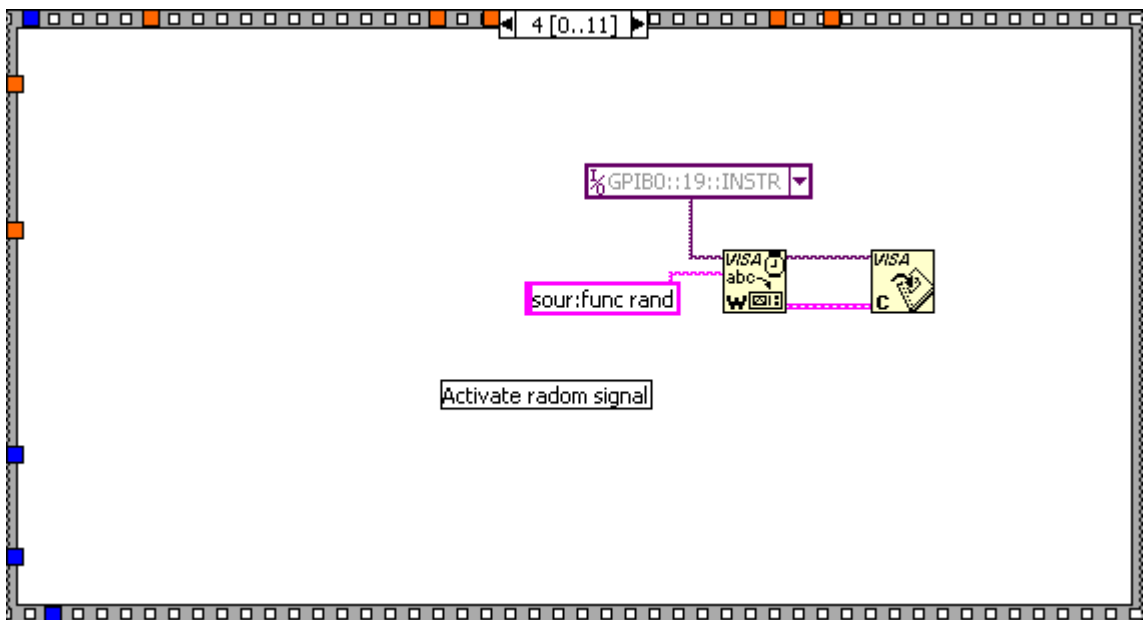 4 [0..11]
I/O GPIB0::19::INSTR
VISA
abc
W
VISA
C
sour:func rand
Activate radom signal